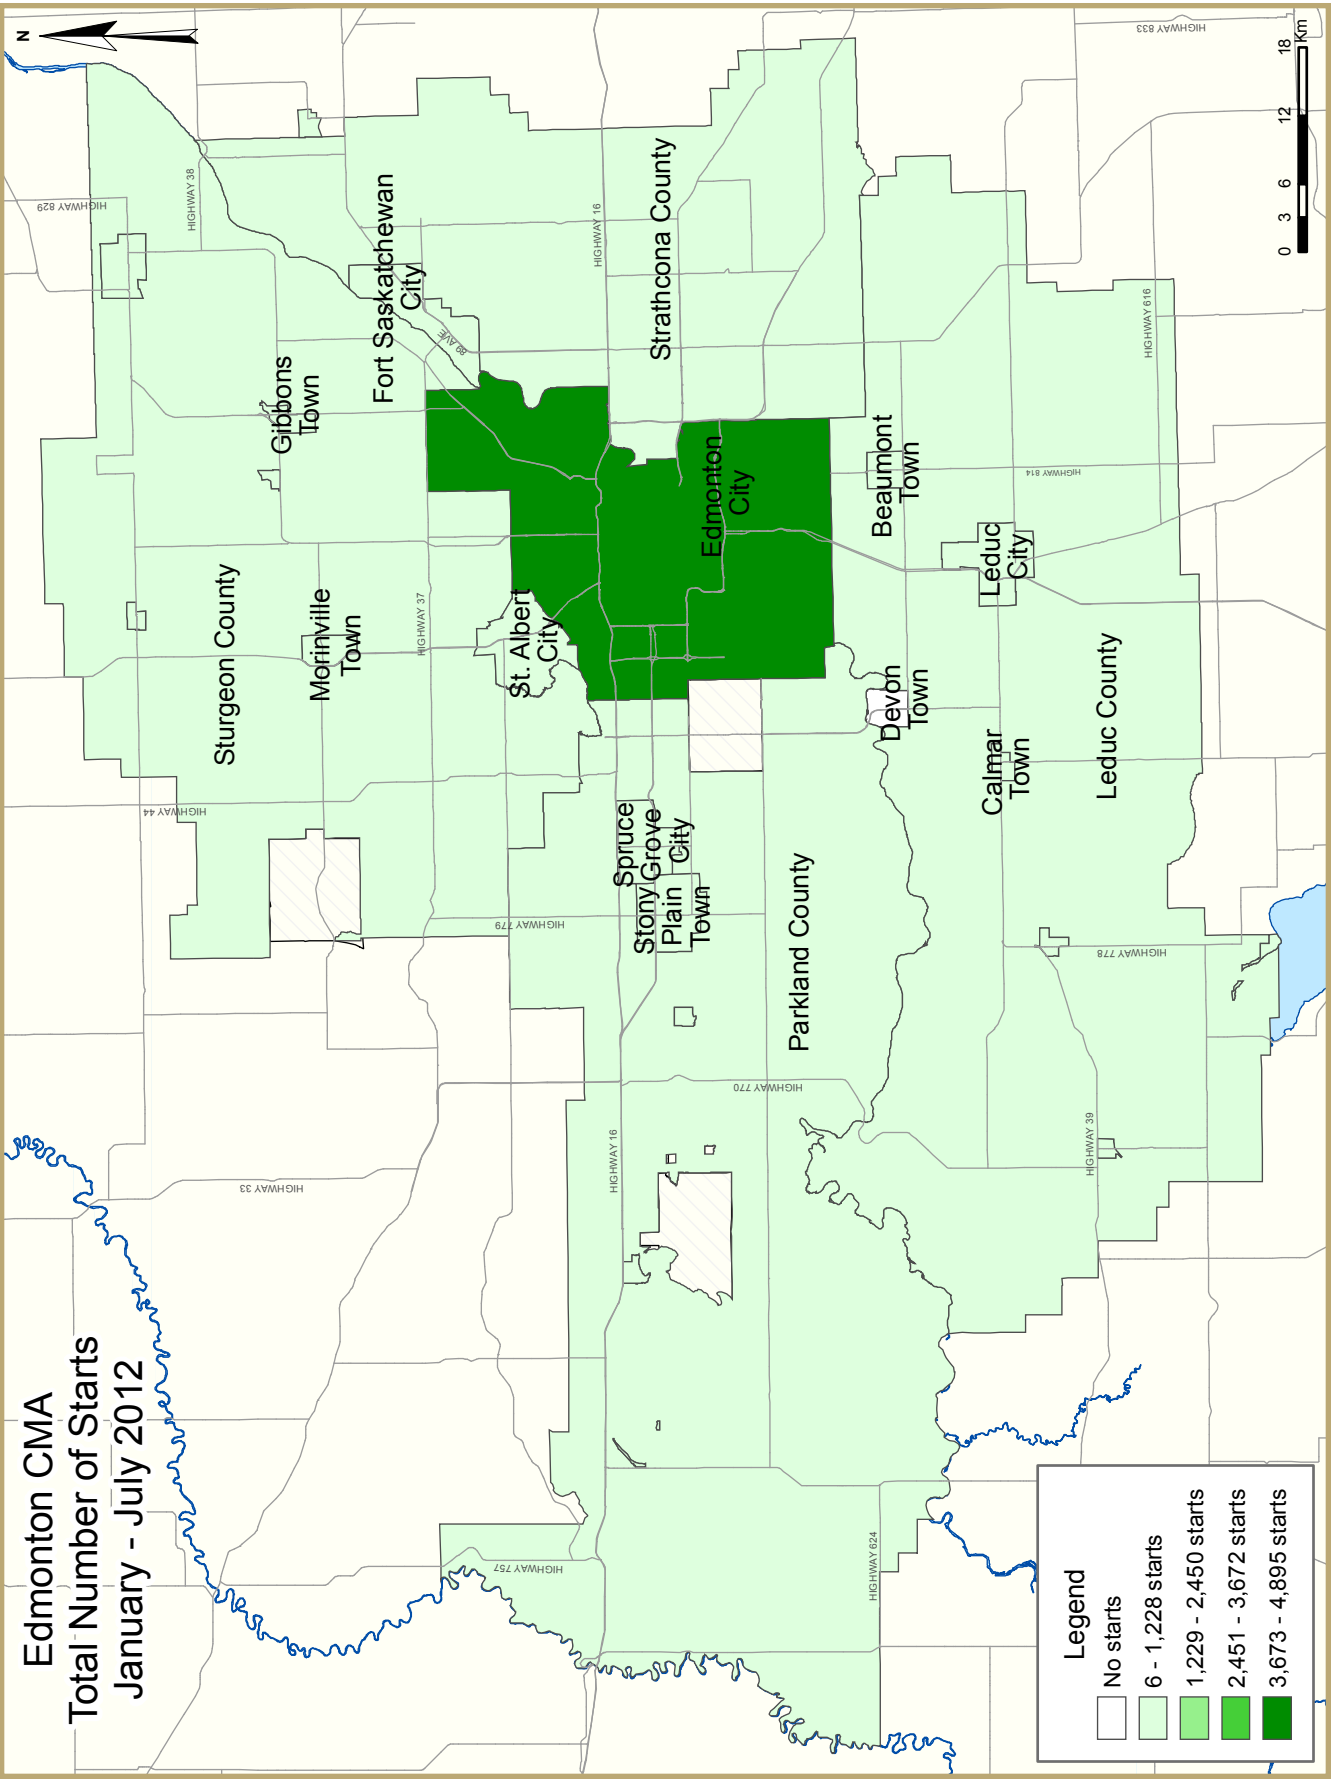 Edmonton CMA
Total Number of Starts
January - July 2012
N
HIGHWAY 829
HIGHWAY 38
HIGHWAY 833
Gibbons
Town
Fort Saskatchewan
City
89 AVE
HIGHWAY 16
Strathcona County
Sturgeon County
Morinville
Town
HIGHWAY 37
St. Albert
City
Edmonton
City
Beaumont
Town
HIGHWAY 814
HIGHWAY 616
Leduc
City
HIGHWAY 44
HIGHWAY 779
Spruce
Grove
City
Stony
Plain
Town
Devon
Town
Calmar
Town
Leduc County
Parkland County
HIGHWAY 778
HIGHWAY 770
HIGHWAY 39
HIGHWAY 16
HIGHWAY 33
HIGHWAY 757
HIGHWAY 624
0 3 6 12 18
Km
Legend
No starts
6 - 1,228 starts
1,229 - 2,450 starts
2,451 - 3,672 starts
3,673 - 4,895 starts